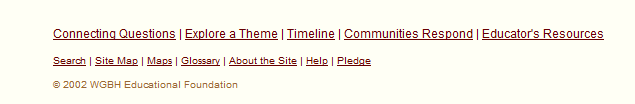 Connecting Questions | Explore a Theme | Timeline | Communities Respond | Educator's Resources
Search | Site Map | Maps | Glossary | About the Site | Help | Pledge
© 2002 WGBH Educational Foundation